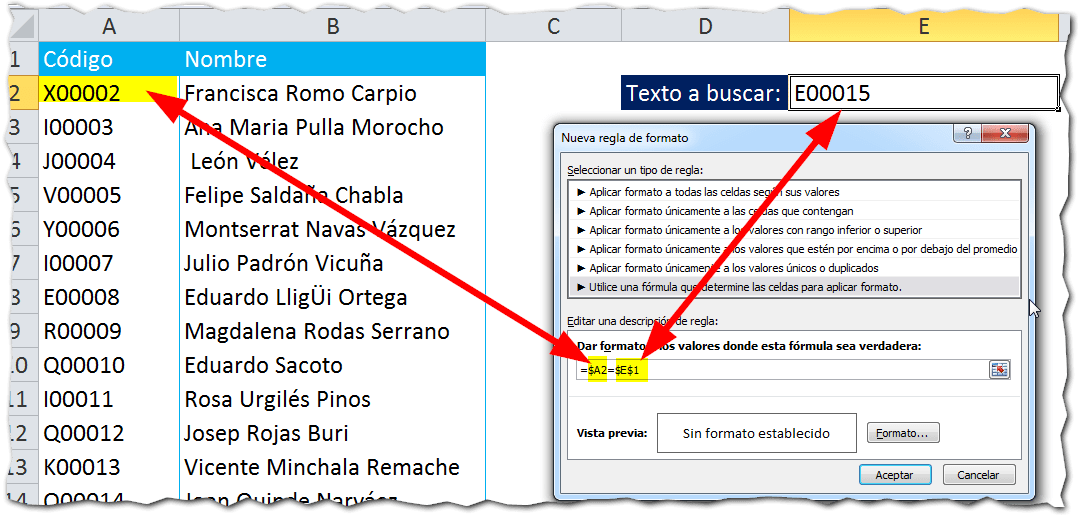 A B C D E
1 Código Nombre
2 X00002 Francisca Romo Carpio Texto a buscar: E00015
3 I00003 Ana Maria Pulla Morocho
4 J00004 León Vélez
5 V00005 Felipe Saldaña Chabla
6 Y00006 Montserrat Navas Vázquez
7 I00007 Julio Padrón Vicuña
8 E00008 Eduardo LligÜi Ortega
9 R00009 Magdalena Rodas Serrano
10 Q00010 Eduardo Sacoto
11 I00011 Rosa Urgilés Pinos
12 Q00012 Josep Rojas Buri
13 K00013 Vicente Minchala Remache
14 Q00014 Juan Quinde Narváez
Nueva regla de formato
Seleccionar un tipo de regla:
► Aplicar formato a todas las celdas según sus valores
► Aplicar formato únicamente a las celdas que contengan
► Aplicar formato únicamente a los valores con rango inferior o superior
► Aplicar formato únicamente a los valores que estén por encima o por debajo del promedio
► Aplicar formato únicamente a los valores únicos o duplicados
► Utilice una fórmula que determine las celdas para aplicar formato.
Editar una descripción de regla:
Dar formato a los valores donde esta fórmula sea verdadera:
=$A2=$E$1
Vista previa: Sin formato establecido Formato...
Aceptar Cancelar